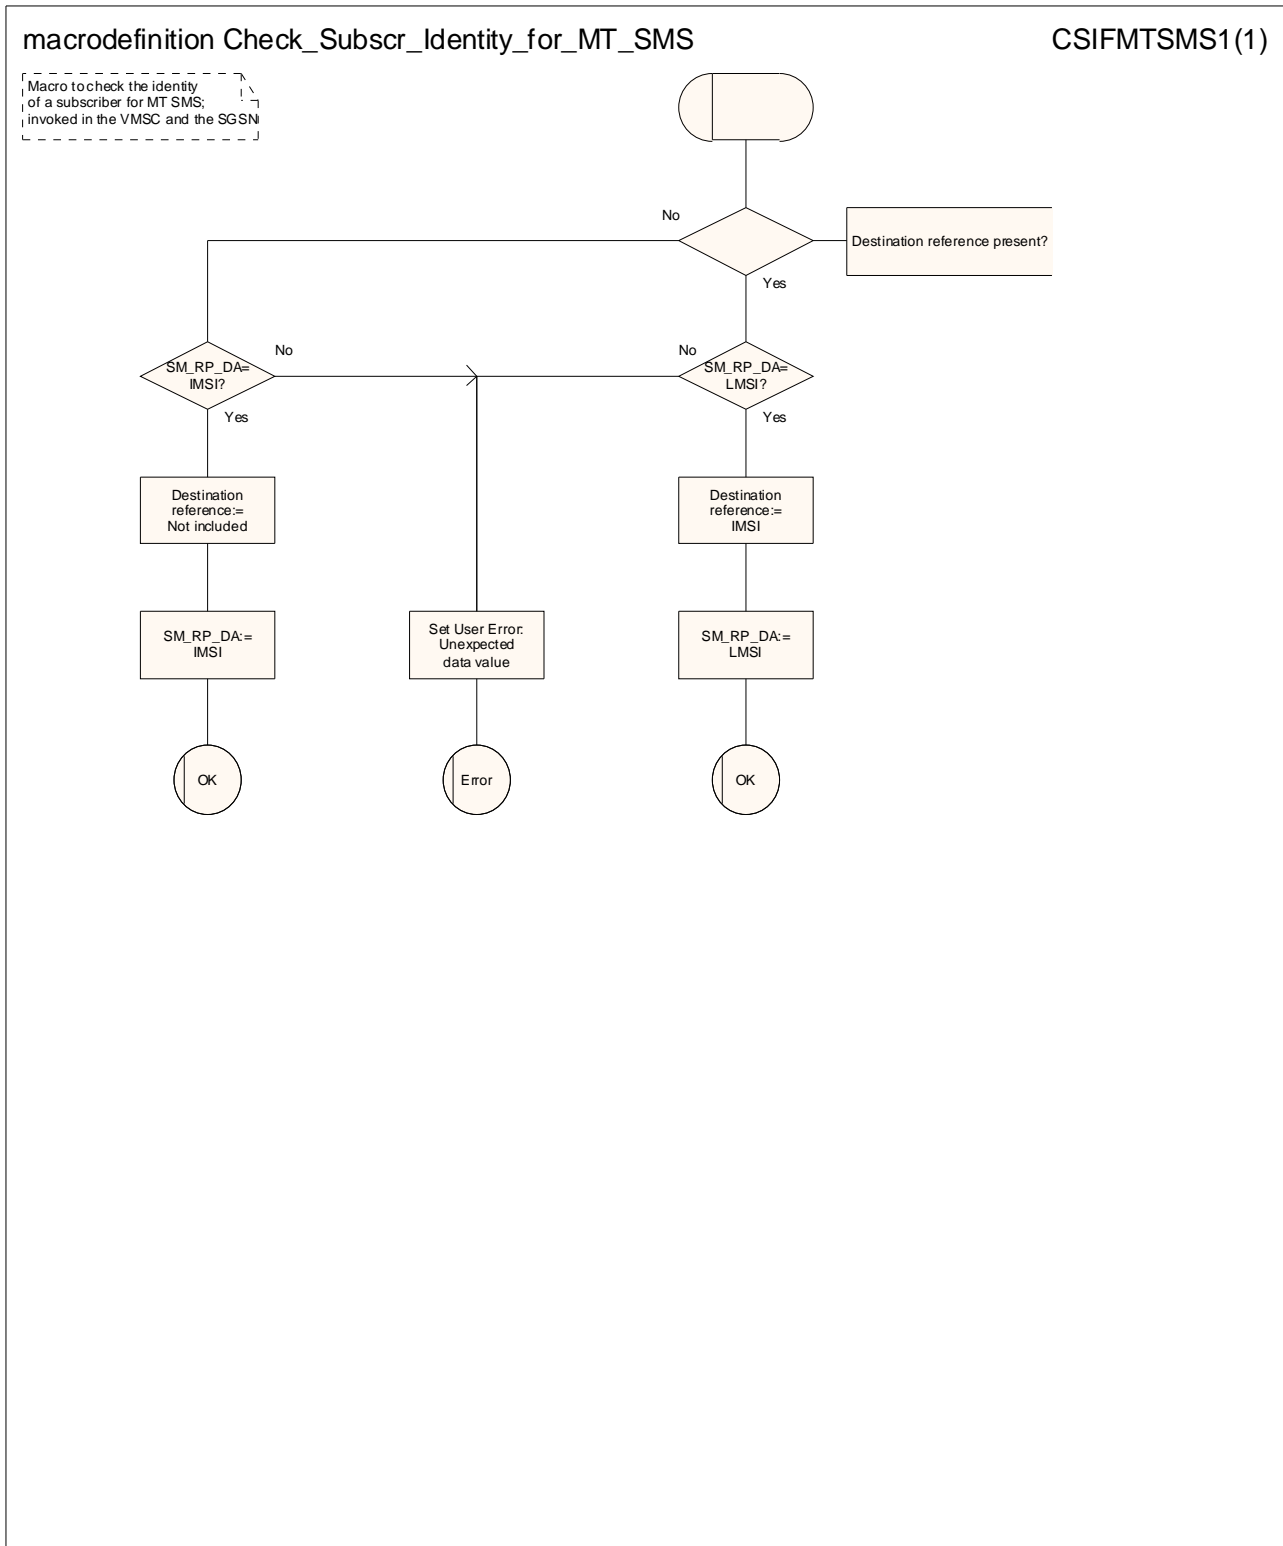 macrodefinition Check_Subscr_Identity_for_MT_SMS
CSIFMTSMS1(1)
Macro to check the identity
of a subscriber for MT SMS;
invoked in the VMSC and the SGSN
No
Destination reference present?
Yes
SM_RP_DA=
IMSI?
No
Yes
No
SM_RP_DA=
LMSI?
Yes
Destination
reference:=
Not included
Destination
reference:=
IMSI
SM_RP_DA:=
IMSI
Set User Error:
Unexpected
data value
SM_RP_DA:=
LMSI
OK
Error
OK